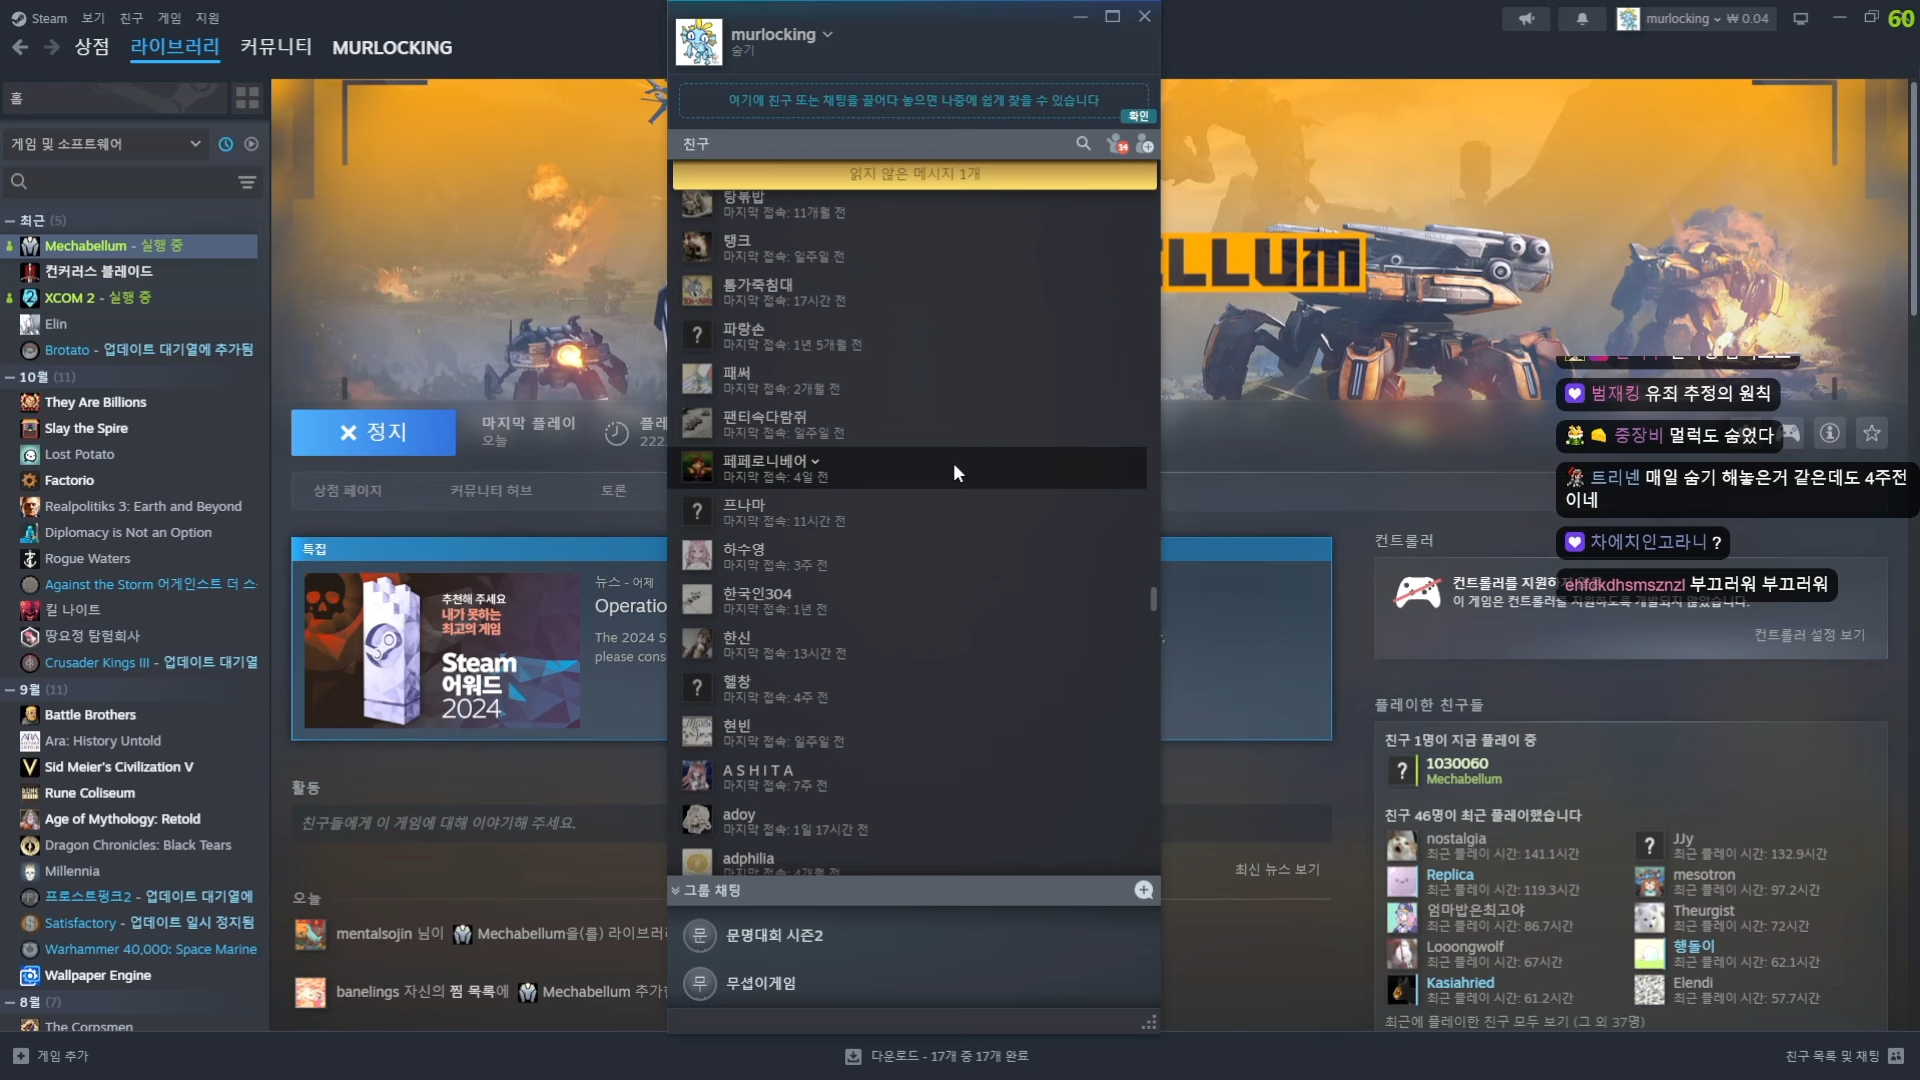 Steam 보기 친구 게임 지원
상점 라이브러리 커뮤니티 MURLOCKING
murlocking ₩ 0.04
60
홈
게임 및 소프트웨어
최근 (5)
Mechabellum - 실행 중
컨커러스 블레이드
XCOM 2 - 실행 중
Elin
Brotato - 업데이트 대기열에 추가됨
10월 (11)
They Are Billions
Slay the Spire
Lost Potato
Factorio
Realpolitiks 3: Earth and Beyond
Diplomacy is Not an Option
Rogue Waters
Against the Storm 어게인스트 더 스
킬 나이트
땅요정 탐험회사
Crusader Kings III - 업데이트 대기열
9월 (11)
Battle Brothers
Ara: History Untold
Sid Meier's Civilization V
Rune Coliseum
Age of Mythology: Retold
Dragon Chronicles: Black Tears
Millennia
프로스트펑크2 - 업데이트 대기열에
Satisfactory - 업데이트 일시 정지됨
Warhammer 40,000: Space Marine
Wallpaper Engine
8월 (7)
The Corpsmen
게임 추가
LLUM
정지
마지막 플레이
오늘
플레
222.
상점 페이지 커뮤니티 허브 토론
특집
추천해 주세요
내가 못하는
최고의 게임
Steam
어워드
2024
뉴스 - 어제
Operatio
The 2024 S
please cons
활동
친구들에게 이 게임에 대해 이야기해 주세요.
최신 뉴스 보기
오늘
mentalsojin 님이 Mechabellum을(를) 라이브러리
banelings 자신의 찜 목록에 Mechabellum 추가
murlocking
숨기
여기에 친구 또는 채팅을 끌어다 놓으면 나중에 쉽게 찾을 수 있습니다
확인
친구
14
읽지 않은 메시지 1개
탕볶밥
마지막 접속: 11개월 전
탱크
마지막 접속: 일주일 전
톰가죽침대
마지막 접속: 17시간 전
파랑손
마지막 접속: 1년 5개월 전
패써
마지막 접속: 2개월 전
팬티속다람쥐
마지막 접속: 일주일 전
페페로니베어
마지막 접속: 4일 전
프나마
마지막 접속: 11시간 전
하수영
마지막 접속: 3주 전
한국인304
마지막 접속: 1년 전
한신
마지막 접속: 13시간 전
헬창
마지막 접속: 4주 전
현빈
마지막 접속: 일주일 전
A S H I T A
마지막 접속: 7주 전
adoy
마지막 접속: 1일 17시간 전
adphilia
마지막 접속: 4개월 전
그룹 채팅
문 문명대회 시즌2
무 무섭이게임
다운로드 - 17개 중 17개 완료
범재킹 유죄 추정의 원칙
중장비 멀럭도 숨었다
트리넨 매일 숨기 해놓은거 같은데도 4주전
이네
차에치인고라니 ?
ehfdkdhsmsznzl 부끄러워 부끄러워
컨트롤러
컨트롤러를 지원하
이 게임은 컨트롤러를 지원하도록 개발되지 않았습니다.
컨트롤러 설정 보기
플레이한 친구들
친구 1명이 지금 플레이 중
1030060
Mechabellum
친구 46명이 최근 플레이했습니다
nostalgia
최근 플레이 시간: 141.1시간
JJy
최근 플레이 시간: 132.9시간
Replica
최근 플레이 시간: 119.3시간
mesotron
최근 플레이 시간: 97.2시간
엄마밥은최고야
최근 플레이 시간: 86.7시간
Theurgist
최근 플레이 시간: 72시간
Looongwolf
최근 플레이 시간: 67시간
행돌이
최근 플레이 시간: 62.1시간
Kasiahried
최근 플레이 시간: 61.2시간
Elendi
최근 플레이 시간: 57.7시간
최근에 플레이한 친구 모두 보기 (그 외 37명)
친구 목록 및 채팅